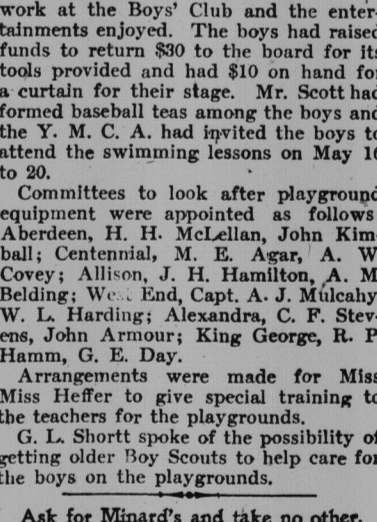 work at the Boys' Club and the enter-
tainments enjoyed. The boys had raised
funds to return $30 to the board for its
tools provided and had $10 on hand for
a curtain for their stage. Mr. Scott had
formed baseball teas among the boys and
the Y. M. C. A. had invited the boys to
attend the swimming lessons on May 16
to 20.
Committees to look after playground
equipment were appointed as follows
Aberdeen, H. H. McLellan, John Kim-
ball; Centennial, M. E. Agar, A. W
Covey; Allison, J. H. Hamilton, A. M
Belding; West End, Capt. A. J. Mulcahy
W. L. Harding; Alexandra, C. F. Stev-
ens, John Armour; King George, R. P
Hamm, G. E. Day.
Arrangements were made for Miss
Miss Heffer to give special training to
the teachers for the playgrounds.
G. L. Shortt spoke of the possibility of
getting older Boy Scouts to help care for
the boys on the playgrounds.
Ask for Minard's and take no other.